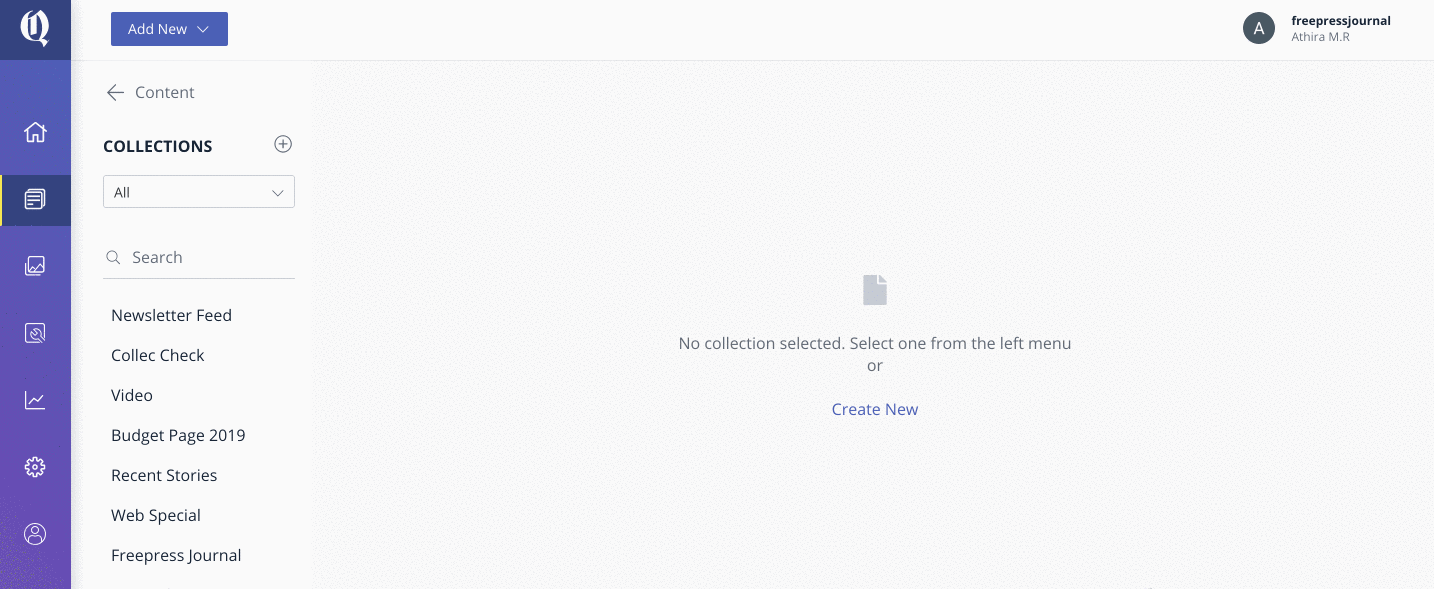 Add New
A
freepressjournal
Athira M.R
Content
COLLECTIONS
All
Search
Newsletter Feed
Collec Check
Video
Budget Page 2019
Recent Stories
Web Special
Freepress Journal
No collection selected. Select one from the left menu
or
Create New